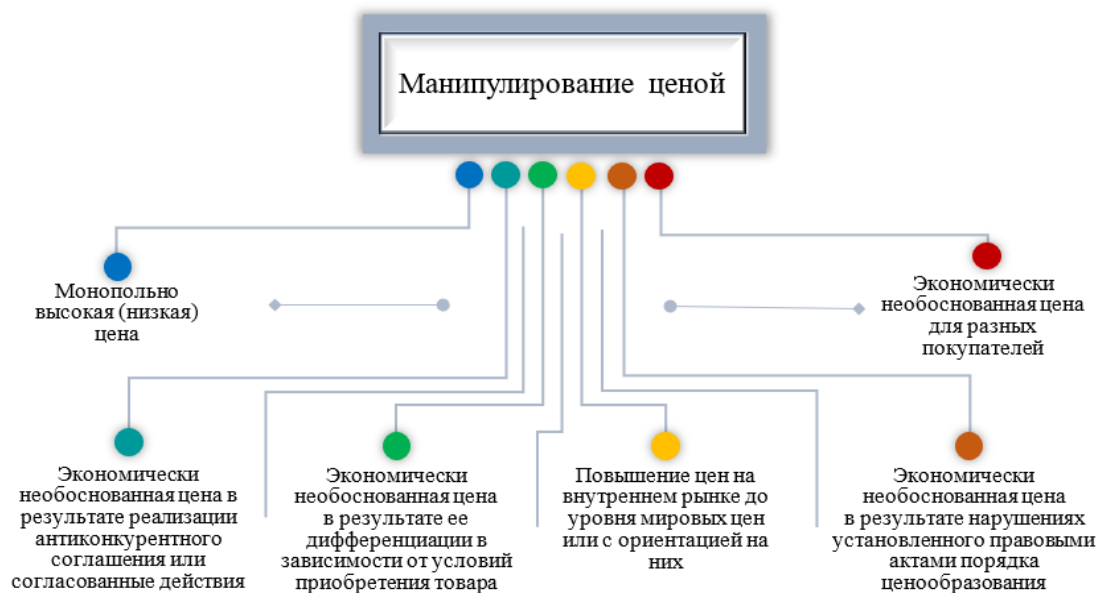 Манипулирование ценой
Монопольно
высокая (низкая)
цена
Экономически
необоснованная цена
для разных
покупателей
Экономически
необоснованная цена в
результате реализации
антиконкурентного
соглашения или
согласованные действия
Экономически
необоснованная цена
в результате ее
дифференциации в
зависимости от условий
приобретения товара
Повышение цен на
внутреннем рынке до
уровня мировых цен
или с ориентацией на
них
Экономически
необоснованная цена
в результате нарушениях
установленного правовыми
актами порядка
ценообразования